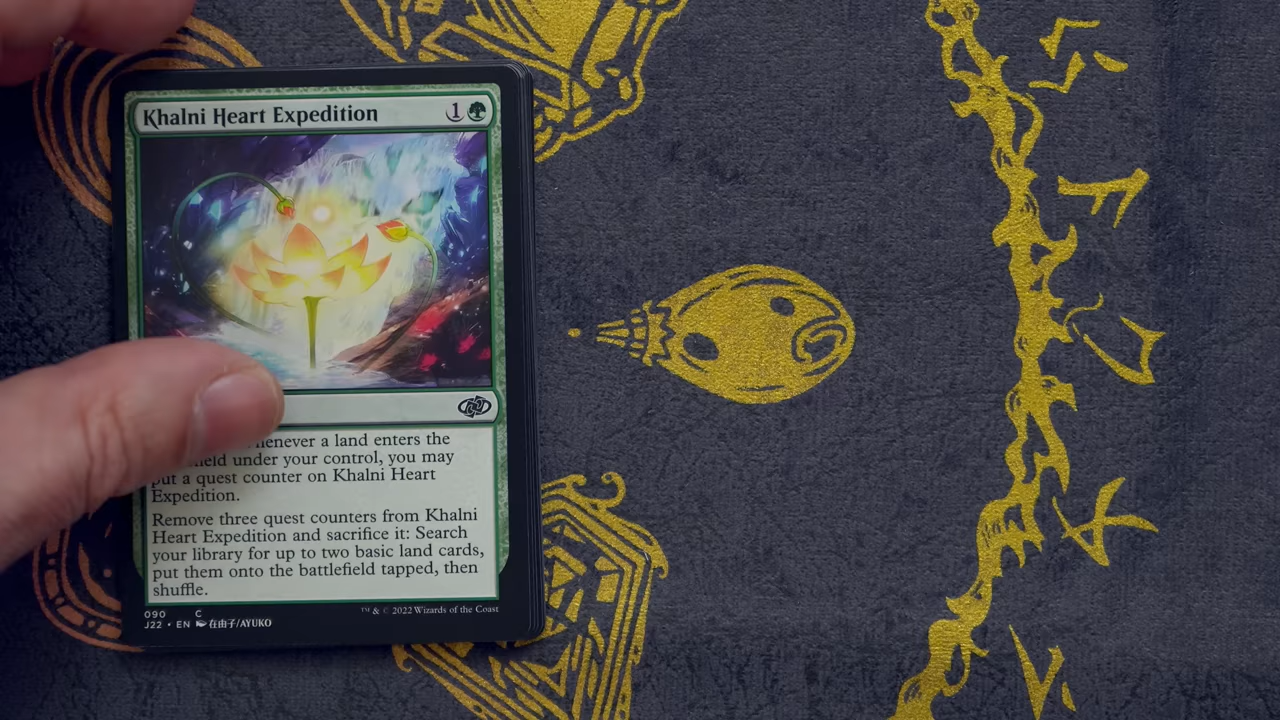 Khalni Heart Expedition 1
henever a land enters the
field under your control, you may
put a quest counter on Khalni Heart
Expedition.
Remove three quest counters from Khalni
Heart Expedition and sacrifice it: Search
your library for up to two basic land cards,
put them onto the battlefield tapped, then
shuffle.
090 C
™ & © 2022 Wizards of the Coast
J22 • EN 在由子/AYUKO